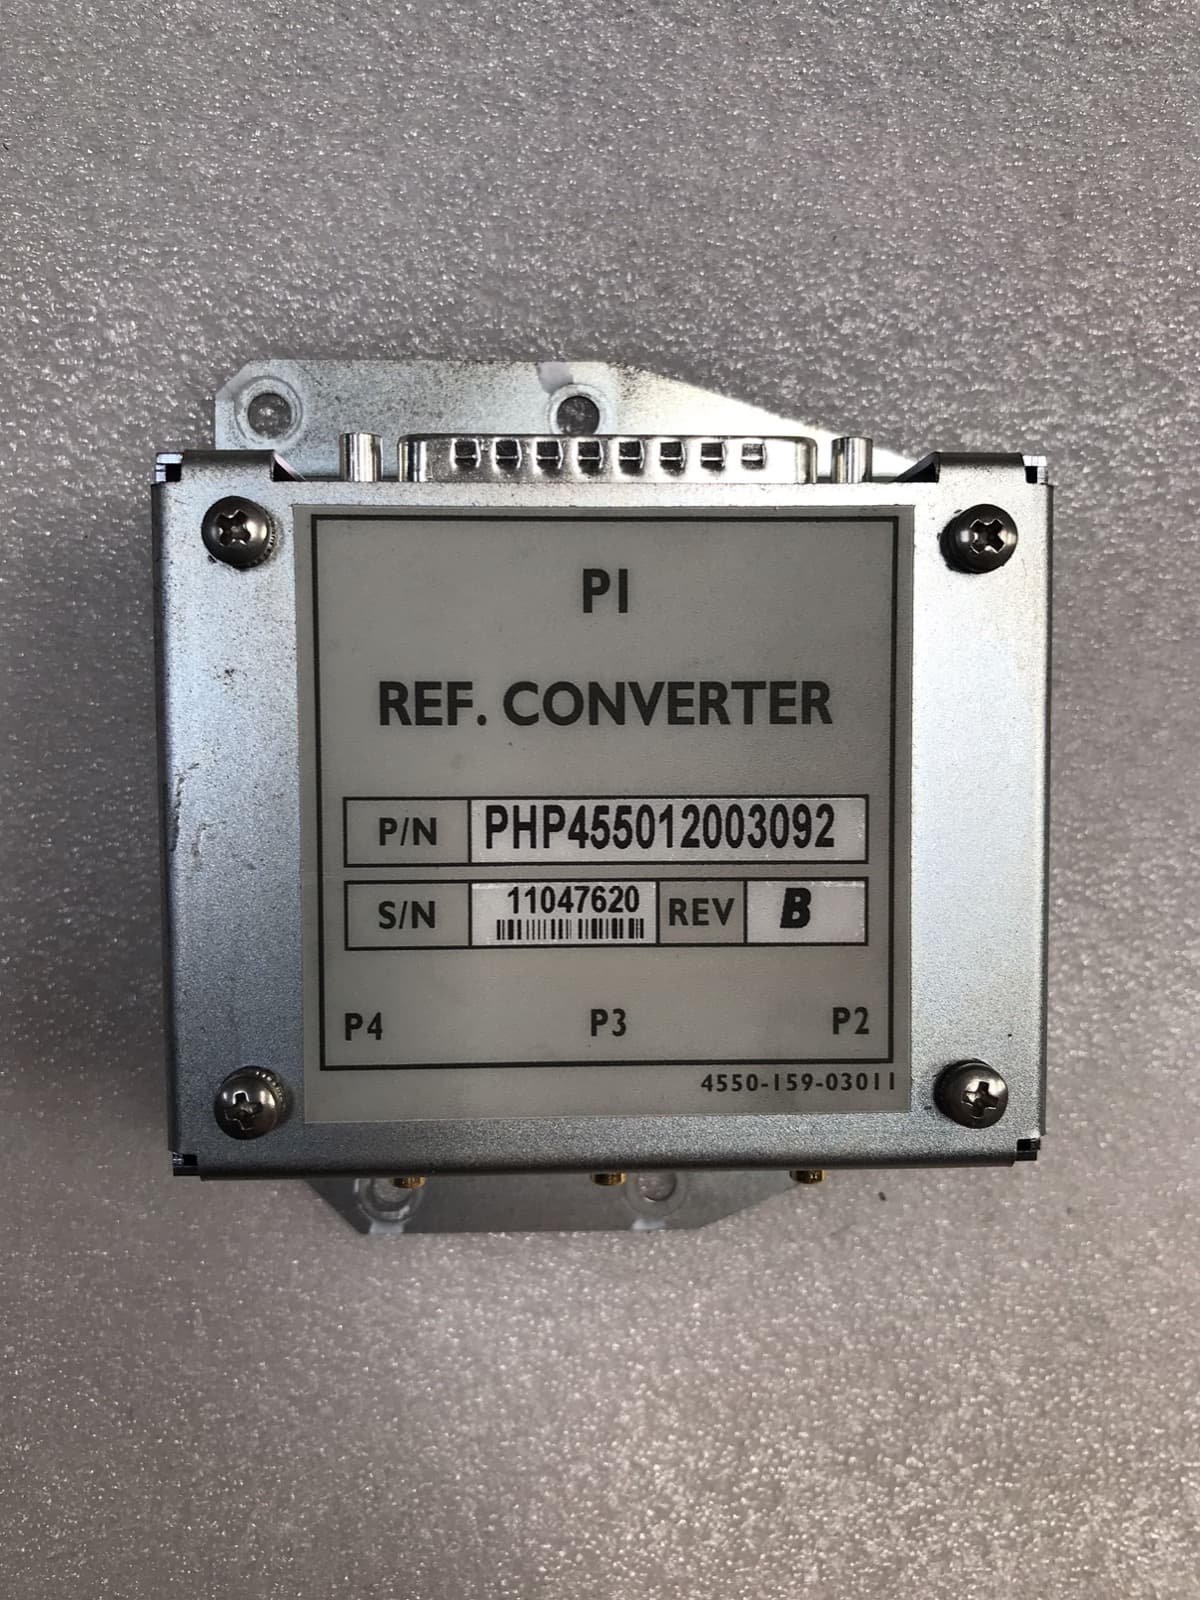 P1
REF. CONVERTER
P/N PHP455012003092
S/N 11047620 REV B
P4 P3 P2
4550-159-03011